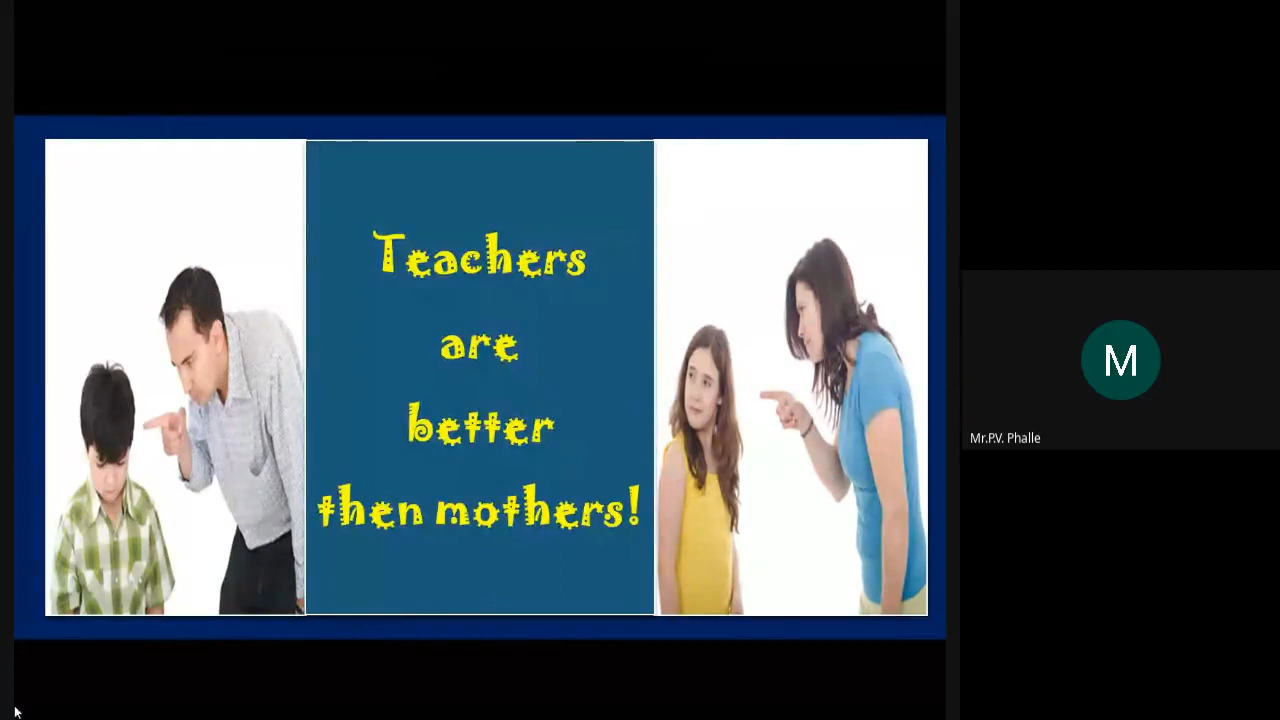 Teachers
are
better
then mothers!
M
Mr.P.V. Phalle